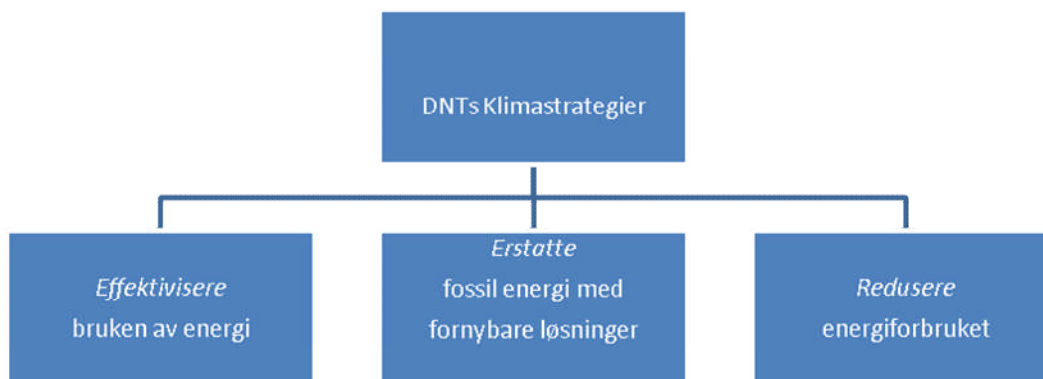 DNTs Klimastrategier
Effektivisere
bruken av energi
Erstatte
fossil energi med
fornybare løsninger
Redusere
energiforbruket